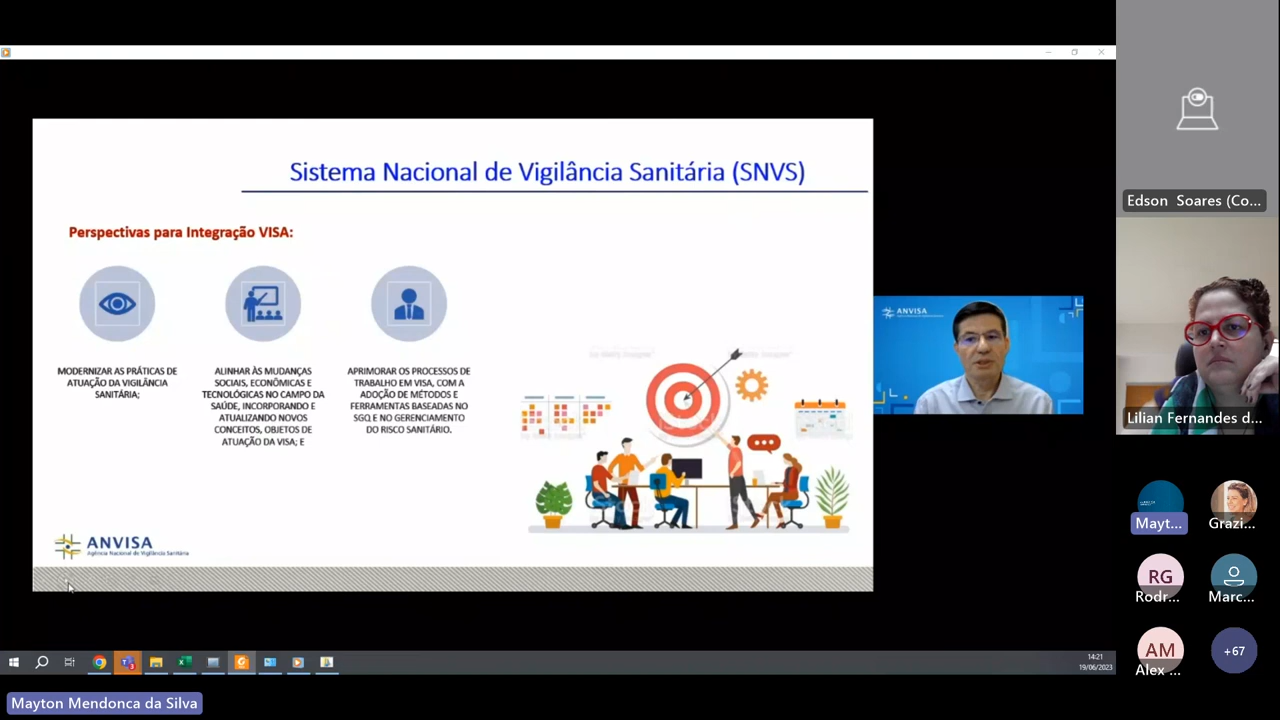 Sistema Nacional de Vigilância Sanitária (SNVS)
Perspectivas para Integração VISA:
MODERNIZAR AS PRÁTICAS DE
ATUAÇÃO DA VIGILÂNCIA
SANITÁRIA;
ALINHAR ÀS MUDANÇAS
SOCIAIS, ECONÔMICAS E
TECNOLÓGICAS NO CAMPO DA
SAÚDE, INCORPORANDO E
ATUALIZANDO NOVOS
CONCEITOS, OBJETOS DE
ATUAÇÃO DA VISA; E
APRIMORAR OS PROCESSOS DE
TRABALHO EM VISA, COM A
ADOÇÃO DE MÉTODOS E
FERRAMENTAS BASEADAS NO
SGQ E NO GERENCIAMENTO
DO RISCO SANITÁRIO.
ANVISA
Agência Nacional de Vigilância Sanitária
ANVISA
Edson Soares (Co...
Lilian Fernandes d...
Mayt...
Grazi...
RG
Rodr...
Marc...
AM
Alex ...
+67
14:21
19/06/2023
Mayton Mendonca da Silva